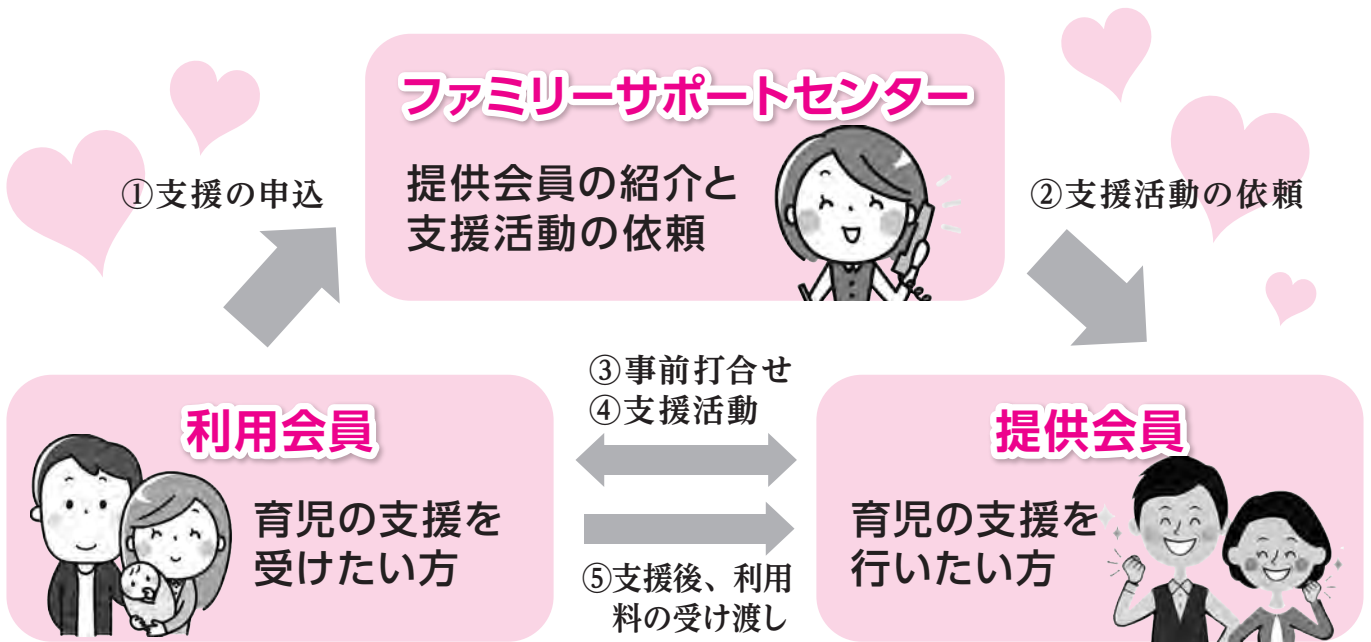 ファミリーサポートセンター
提供会員の紹介と
支援活動の依頼
①支援の申込
②支援活動の依頼
③事前打合せ
④支援活動
利用会員
育児の支援を
受けたい方
⑤支援後、利用
料の受け渡し
提供会員
育児の支援を
行いたい方